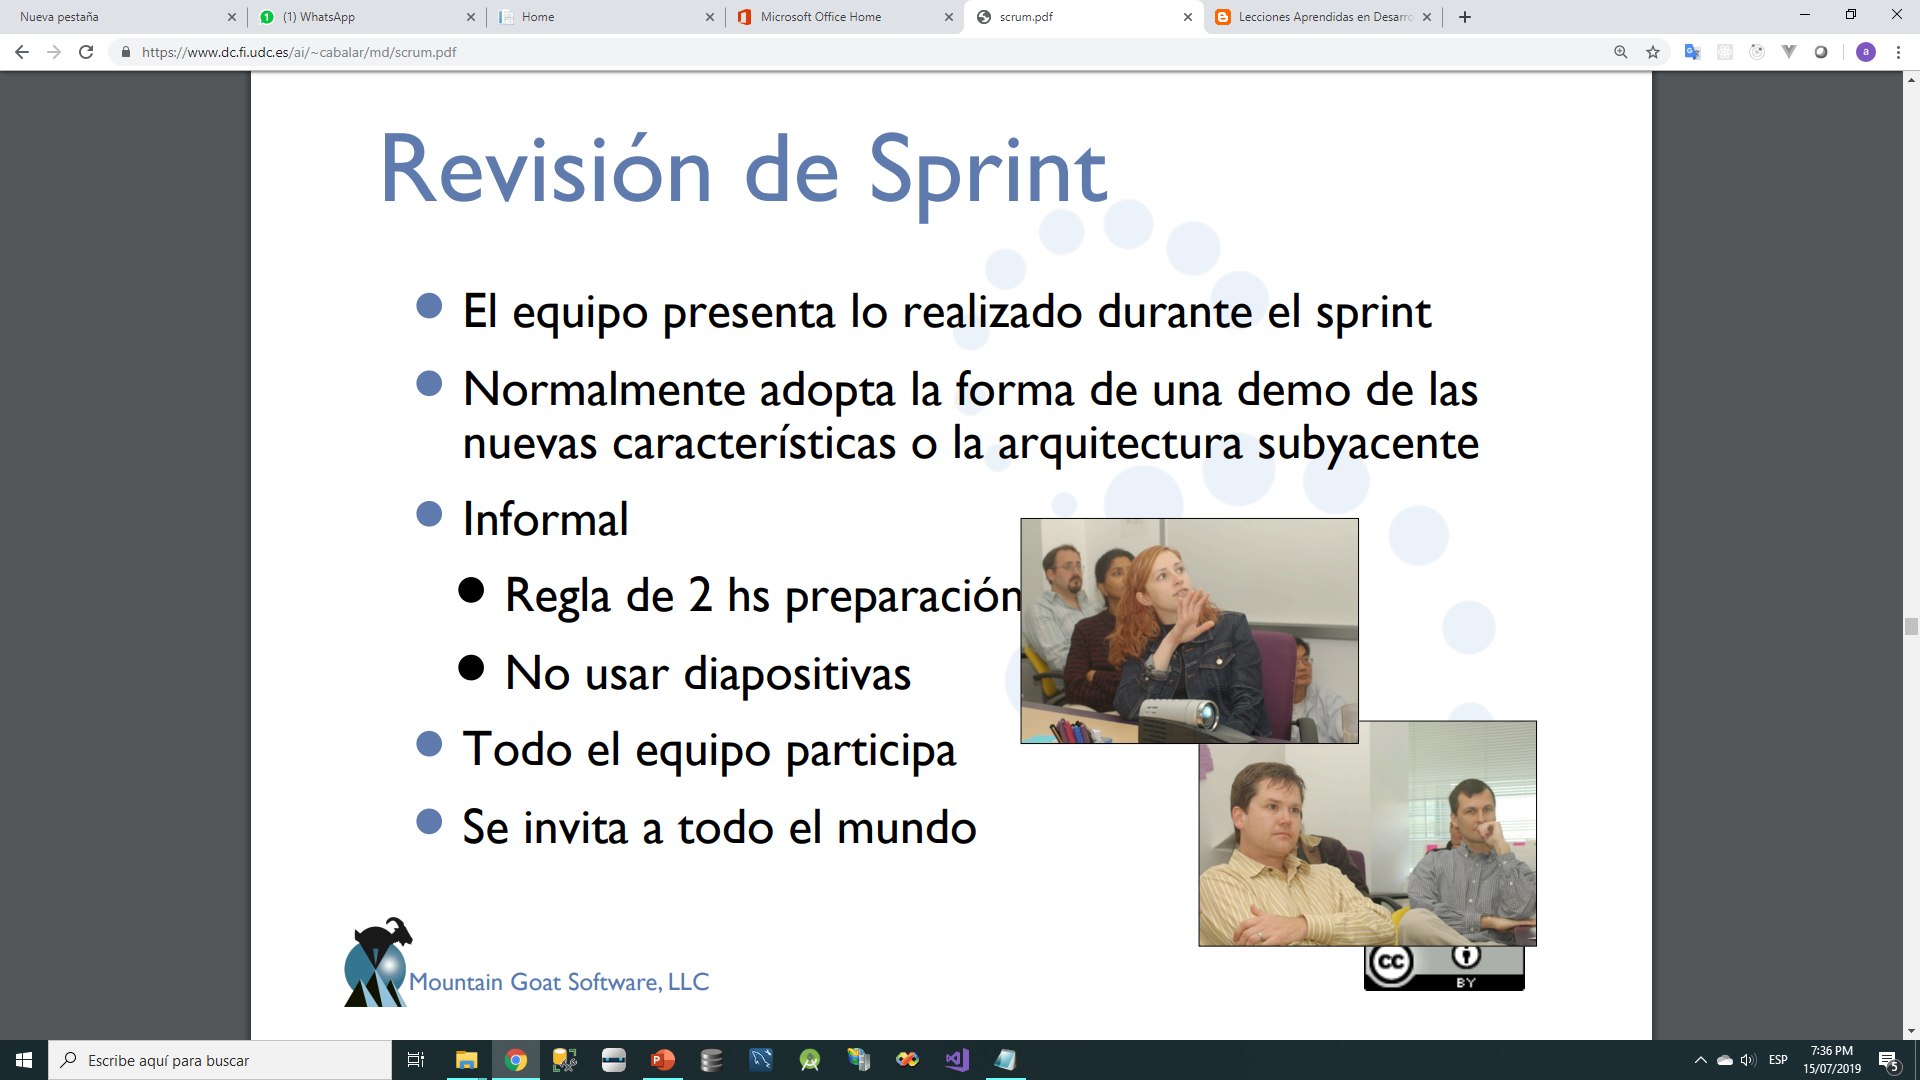 Nueva pestaña
(1) WhatsApp
Home
Microsoft Office Home
scrum.pdf
Lecciones Aprendidas en Desarro
https://www.dc.fi.udc.es/ai/~cabalar/md/scrum.pdf
a
Revisión de Sprint
El equipo presenta lo realizado durante el sprint
Normalmente adopta la forma de una demo de las
nuevas características o la arquitectura subyacente
Informal
Regla de 2 hs preparación
No usar diapositivas
Todo el equipo participa
Se invita a todo el mundo
Mountain Goat Software, LLC
cc
BY
Escribe aquí para buscar
ESP
7:36 PM
15/07/2019
5